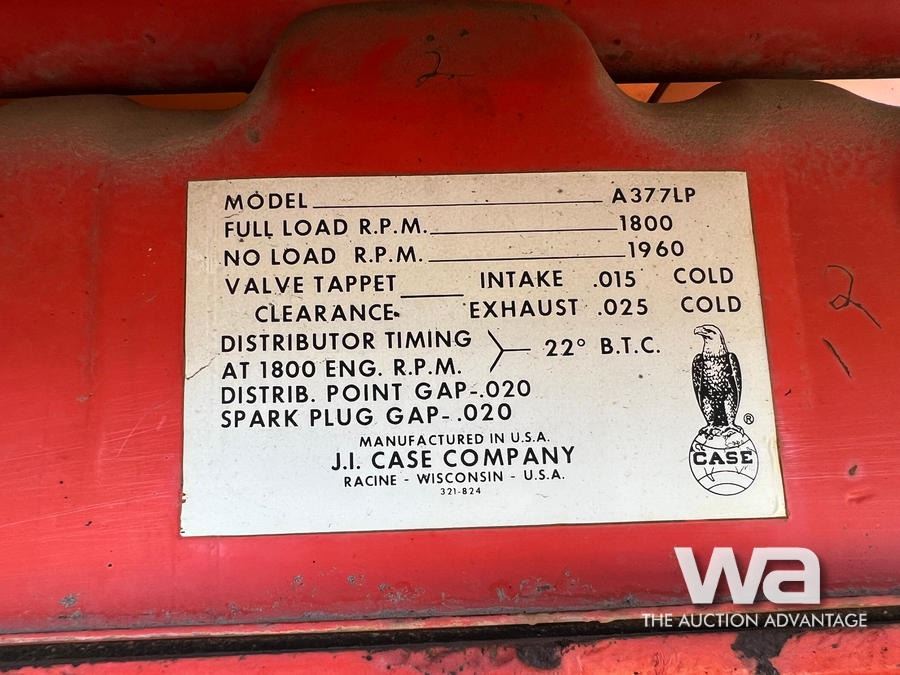 2
MODEL A377LP
FULL LOAD R.P.M. 1800
NO LOAD R.P.M. 1960
VALVE TAPPET INTAKE .015 COLD
CLEARANCE EXHAUST .025 COLD
DISTRIBUTOR TIMING
AT 1800 ENG. R.P.M. 22° B.T.C.
DISTRIB. POINT GAP-.020
SPARK PLUG GAP-.020
MANUFACTURED IN U.S.A.
J.I. CASE COMPANY
RACINE - WISCONSIN - U.S.A.
321-824
®
CASE
2
wa
THE AUCTION ADVANTAGE